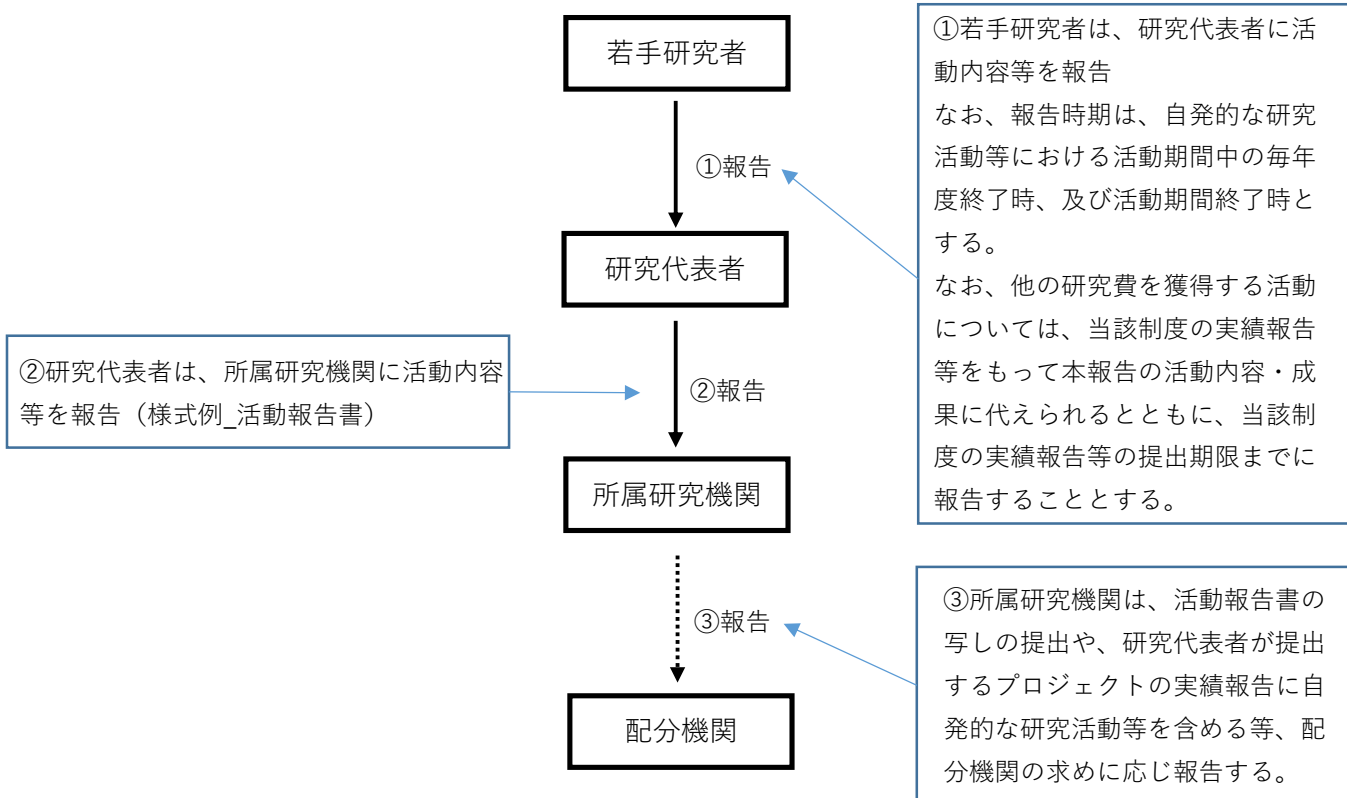 若手研究者
①報告
①若手研究者は、研究代表者に活
動内容等を報告
なお、報告時期は、自発的な研究
活動等における活動期間中の毎年
度終了時、及び活動期間終了時と
する。
なお、他の研究費を獲得する活動
については、当該制度の実績報告
等をもって本報告の活動内容・成
果に代えられるとともに、当該制
度の実績報告等の提出期限までに
報告することとする。
研究代表者
②研究代表者は、所属研究機関に活動内容
等を報告（様式例_活動報告書）
②報告
所属研究機関
③報告
③所属研究機関は、活動報告書の
写しの提出や、研究代表者が提出
するプロジェクトの実績報告に自
発的な研究活動等を含める等、配
分機関の求めに応じ報告する。
配分機関